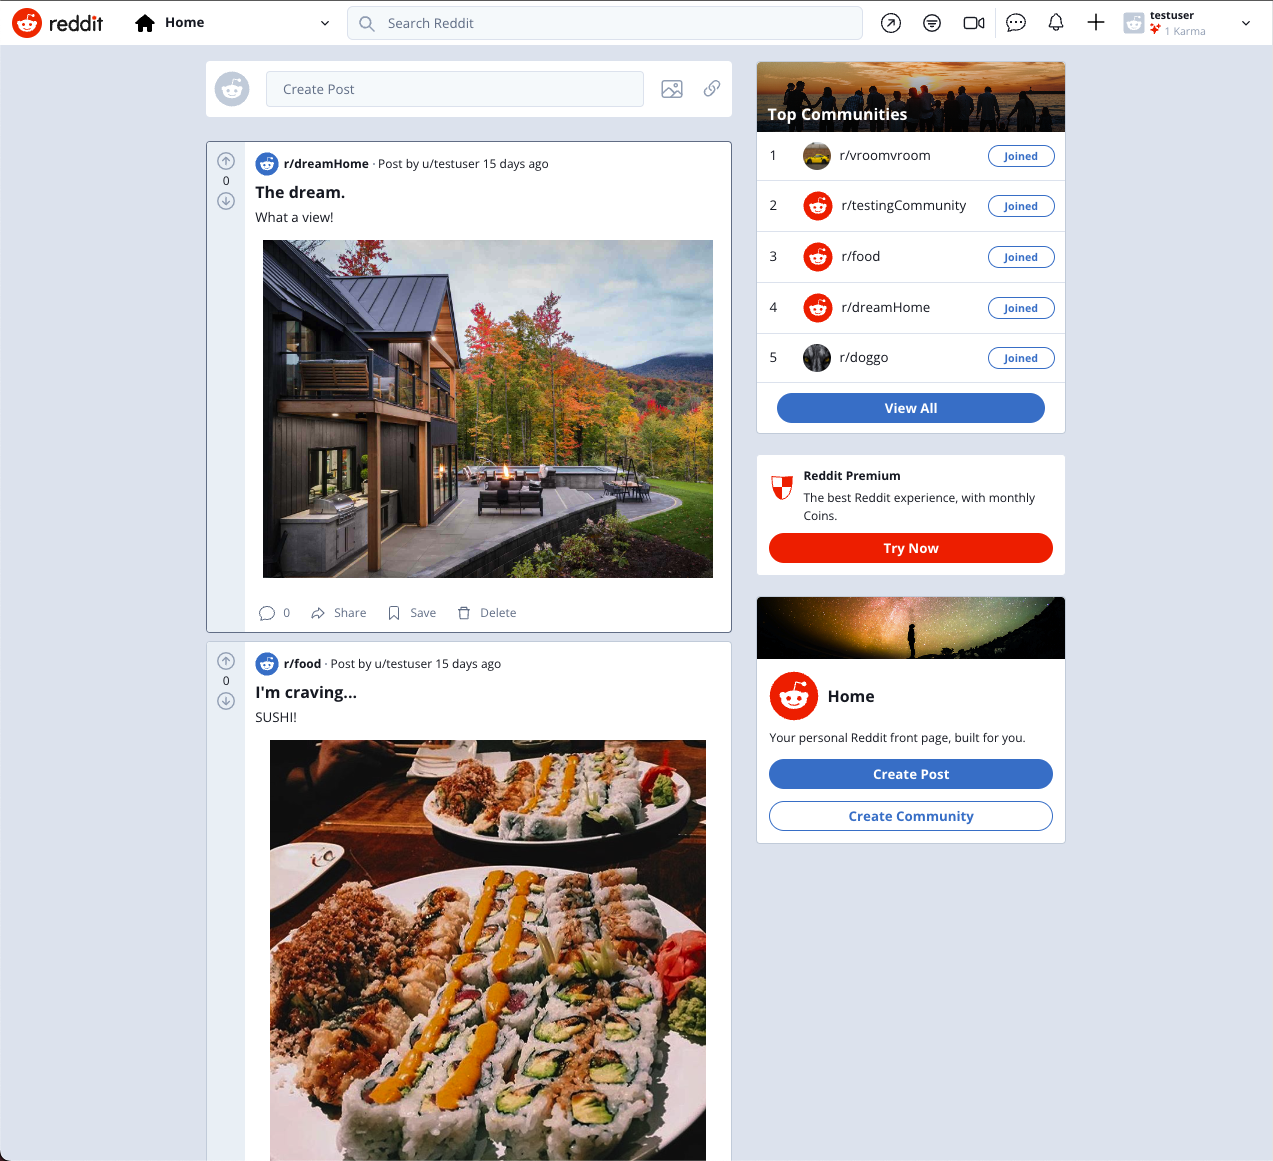 reddit
Home
Search Reddit
testuser
1 Karma
Create Post
r/dreamHome · Post by u/testuser 15 days ago
0
The dream.
What a view!
0
Share
Save
Delete
r/food · Post by u/testuser 15 days ago
0
I'm craving...
SUSHI!
Top Communities
1 r/vroomvroom Joined
2 r/testingCommunity Joined
3 r/food Joined
4 r/dreamHome Joined
5 r/doggo Joined
View All
Reddit Premium
The best Reddit experience, with monthly
Coins.
Try Now
Home
Your personal Reddit front page, built for you.
Create Post
Create Community